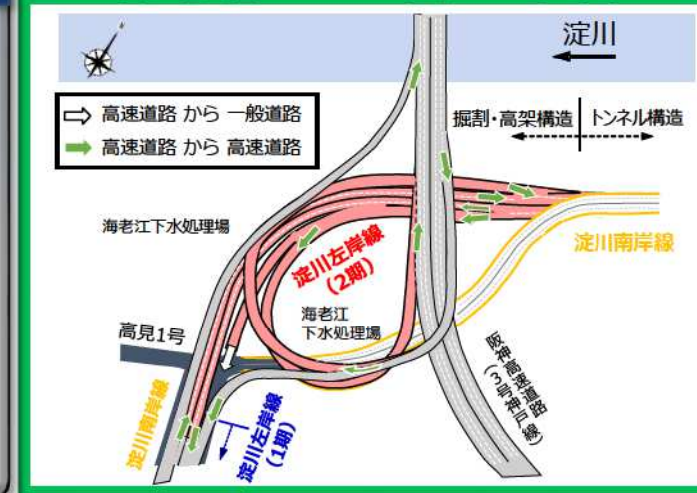 淀川
高速道路 から 一般道路
高速道路 から 高速道路
掘割・高架構造
トンネル構造
海老江下水処理場
淀川左岸線
(2期)
淀川南岸線
海老江
下水処理場
高見1号
阪神高速道路
(3号神戸線)
淀川南岸線
淀川左岸線
(1期)